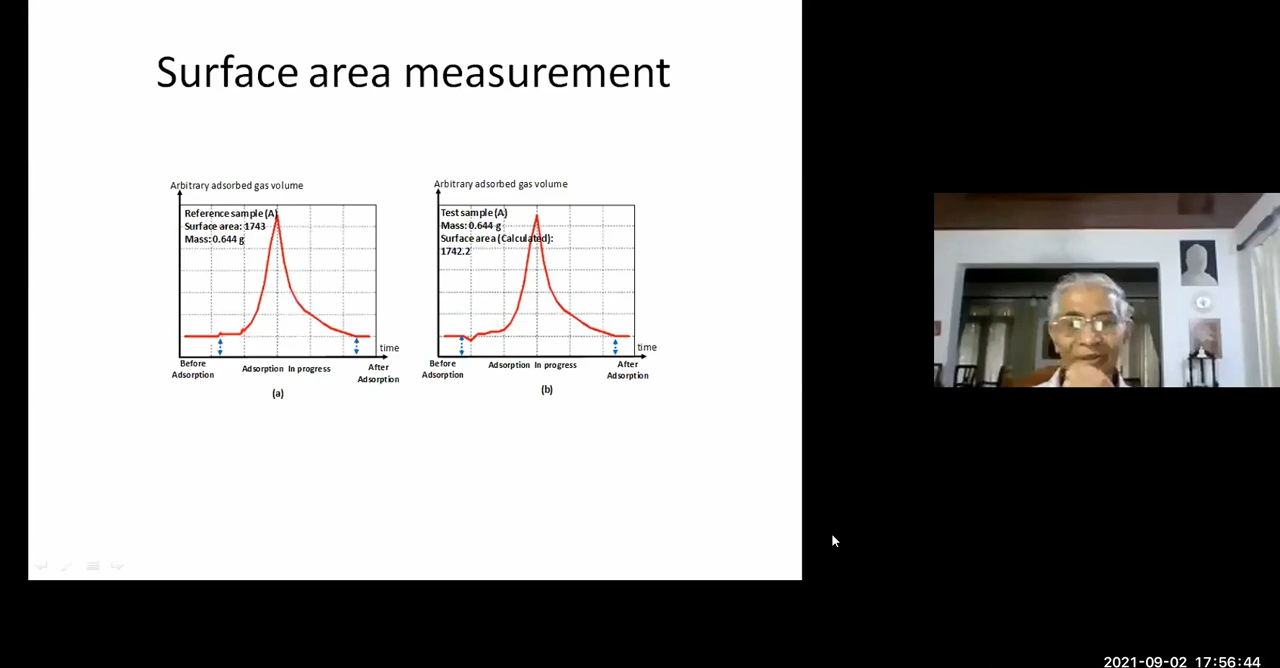 Surface area measurement
Arbitrary adsorbed gas volume
Reference sample (A)
Surface area: 1743
Mass: 0.644 g
time
Before
Adsorption
Adsorption In progress
After
Adsorption
(a)
Arbitrary adsorbed gas volume
Test sample (A)
Mass: 0.644 g
Surface area (Calculated):
1742.2
time
Before
Adsorption
Adsorption In progress
After
Adsorption
(b)
2021-09-02 17:56:44